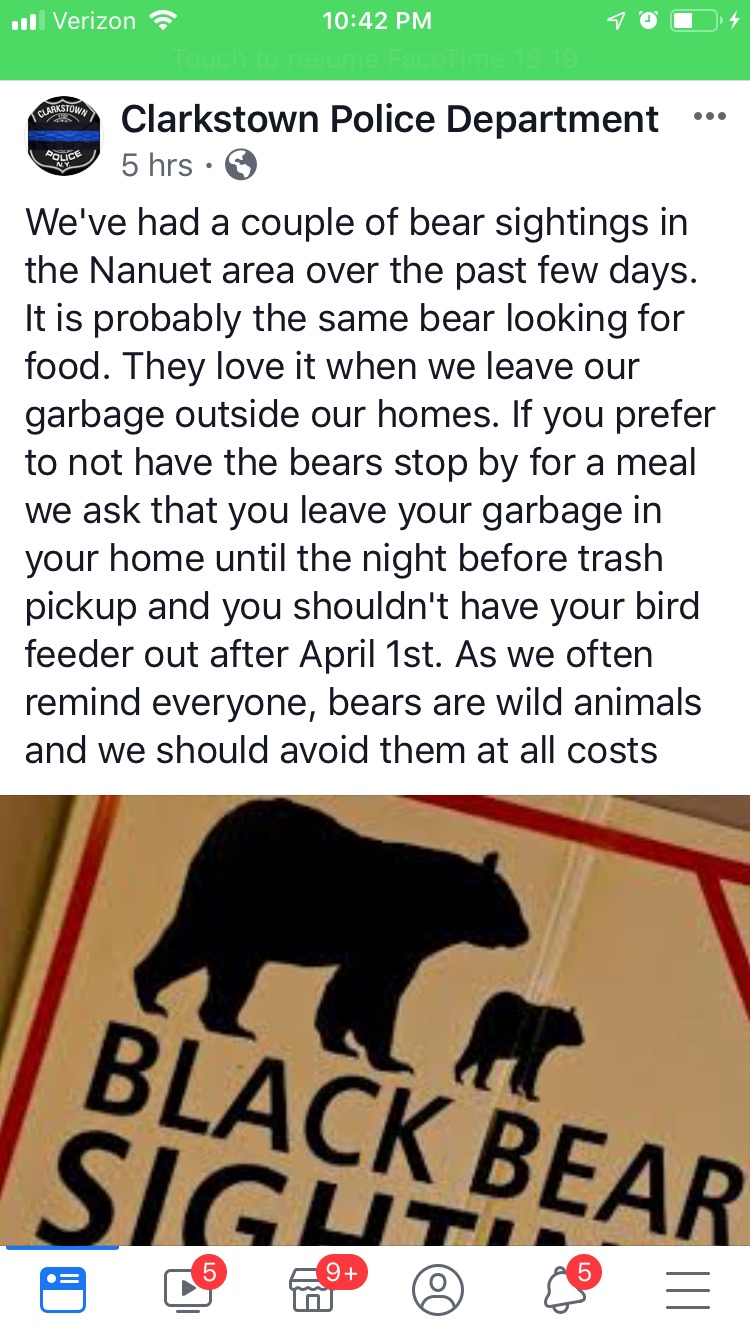 Verizon 10:42 PM
Touch to resume FaceTime 18:19
CLARKSTOWN
POLICE
N.Y.
Clarkstown Police Department
5 hrs ·
We've had a couple of bear sightings in
the Nanuet area over the past few days.
It is probably the same bear looking for
food. They love it when we leave our
garbage outside our homes. If you prefer
to not have the bears stop by for a meal
we ask that you leave your garbage in
your home until the night before trash
pickup and you shouldn't have your bird
feeder out after April 1st. As we often
remind everyone, bears are wild animals
and we should avoid them at all costs
BLACK BEAR
5 9+ 5